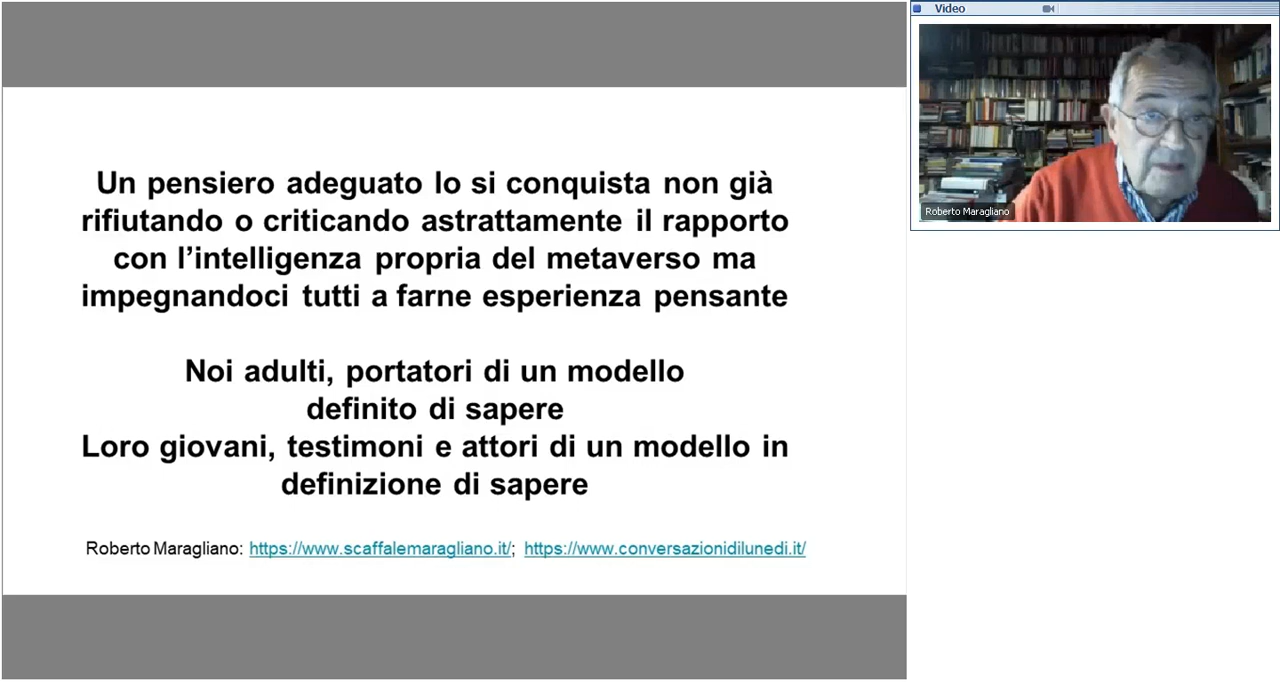 Un pensiero adeguato lo si conquista non già
rifiutando o criticando astrattamente il rapporto
con l’intelligenza propria del metaverso ma
impegnandoci tutti a farne esperienza pensante
Noi adulti, portatori di un modello
definito di sapere
Loro giovani, testimoni e attori di un modello in
definizione di sapere
Roberto Maragliano: https://www.scaffalemaragliano.it/; https://www.conversazionidilunedi.it/
Video
Roberto Maragliano